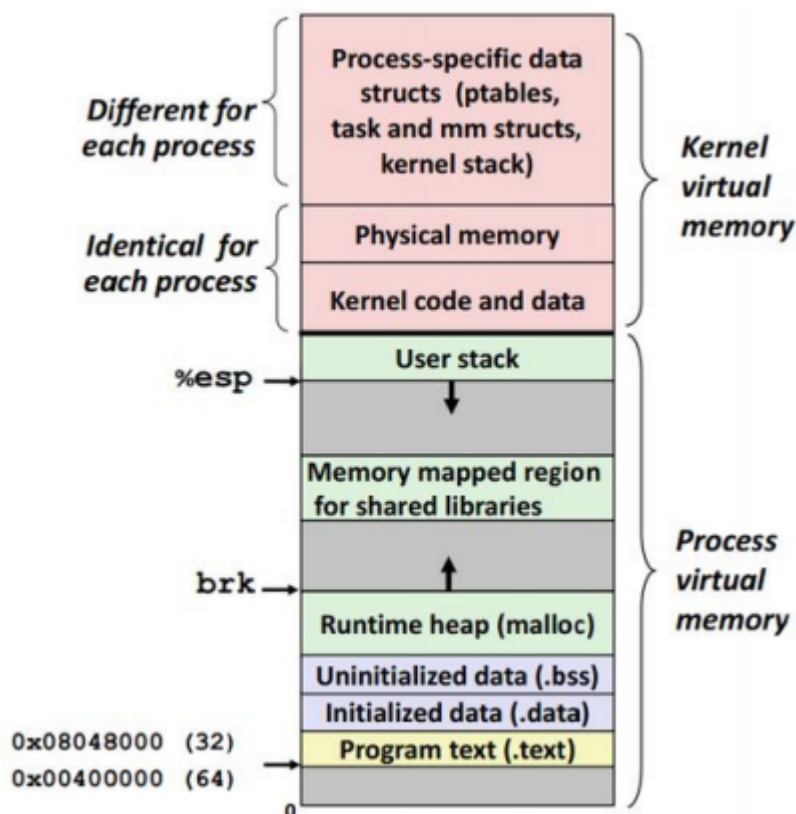 Process-specific data
structs (ptables,
task and mm structs,
kernel stack)
Different for
each process
Kernel
virtual
memory
Physical memory
Identical for
each process
Kernel code and data
User stack
%esp
Memory mapped region
for shared libraries
Process
virtual
memory
brk
Runtime heap (malloc)
Uninitialized data (.bss)
Initialized data (.data)
0x08048000 (32)
Program text (.text)
0x00400000 (64)
0